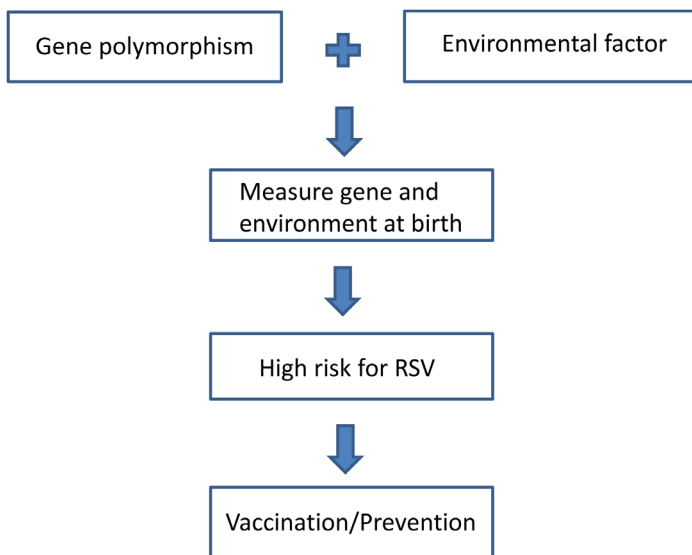 Gene polymorphism
Environmental factor
Measure gene and
environment at birth
High risk for RSV
Vaccination/Prevention